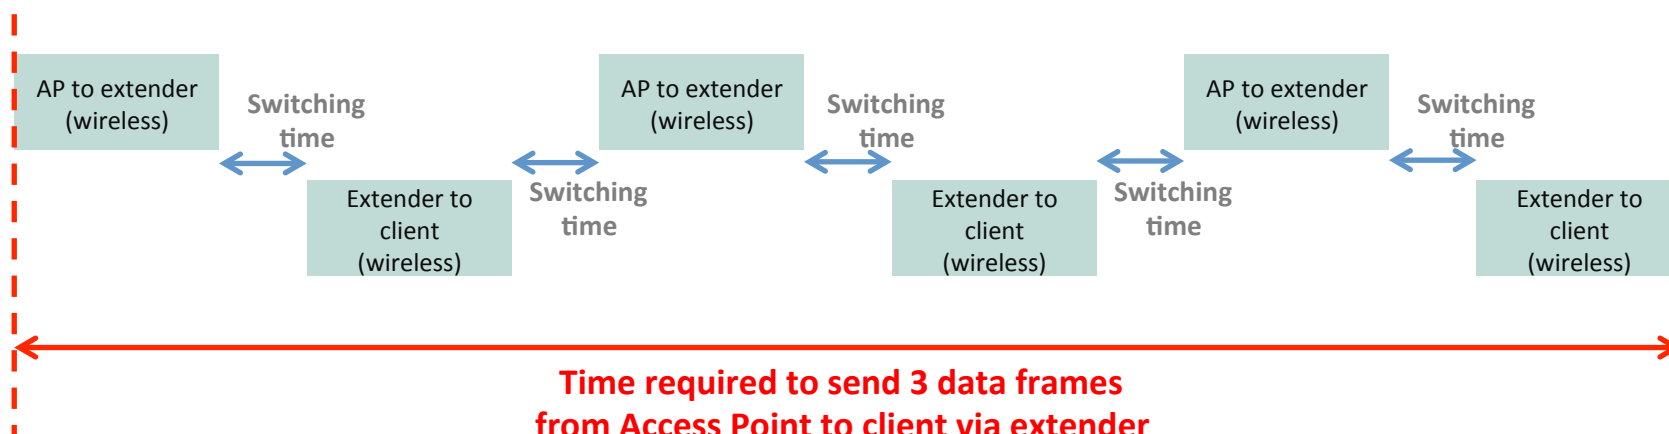 AP to extender
(wireless)
Switching
time
Extender to
client
(wireless)
Switching
time
AP to extender
(wireless)
Switching
time
Extender to
client
(wireless)
Switching
time
AP to extender
(wireless)
Switching
time
Extender to
client
(wireless)
Time required to send 3 data frames
from Access Point to client via extender